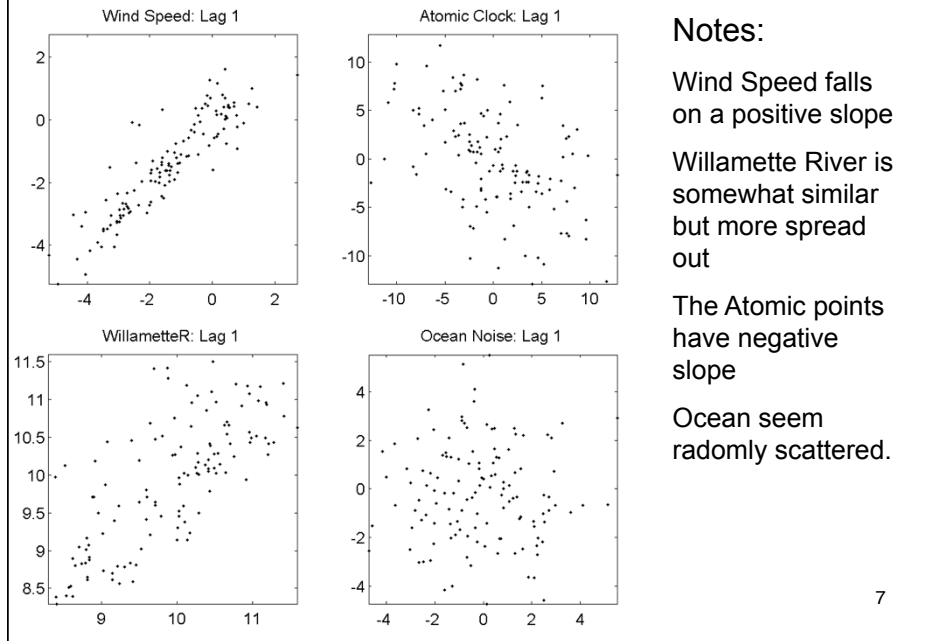 Wind Speed: Lag 1
2
0
-2
-4
-4 -2 0 2
Atomic Clock: Lag 1
10
5
0
-5
-10
-10 -5 0 5 10
WillametteR: Lag 1
11.5
11
10.5
10
9.5
9
8.5
9 10 11
Ocean Noise: Lag 1
4
2
0
-2
-4
-4 -2 0 2 4
Notes:
Wind Speed falls
on a positive slope
Willamette River is
somewhat similar
but more spread
out
The Atomic points
have negative
slope
Ocean seem
radomly scattered.
7